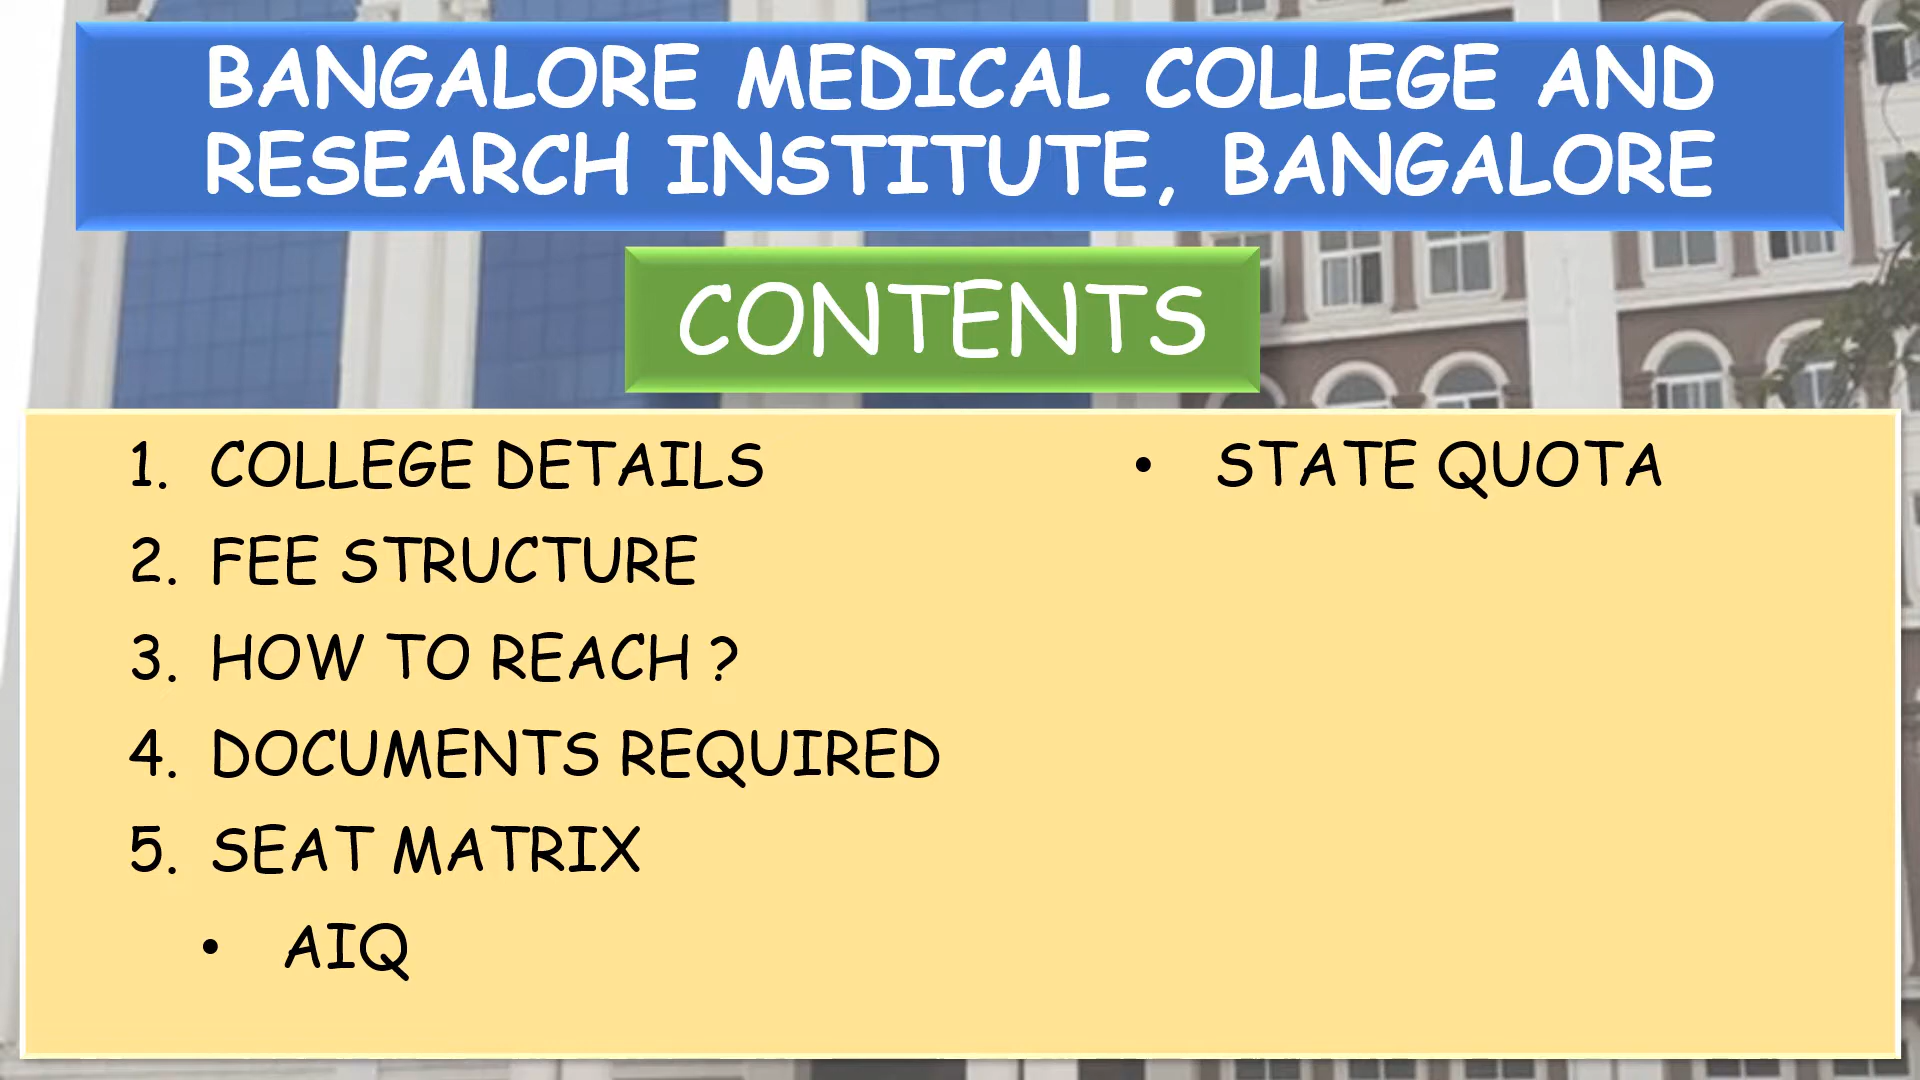 BANGALORE MEDICAL COLLEGE AND
RESEARCH INSTITUTE, BANGALORE
CONTENTS
1. COLLEGE DETAILS
2. FEE STRUCTURE
3. HOW TO REACH ?
4. DOCUMENTS REQUIRED
5. SEAT MATRIX
• AIQ
• STATE QUOTA